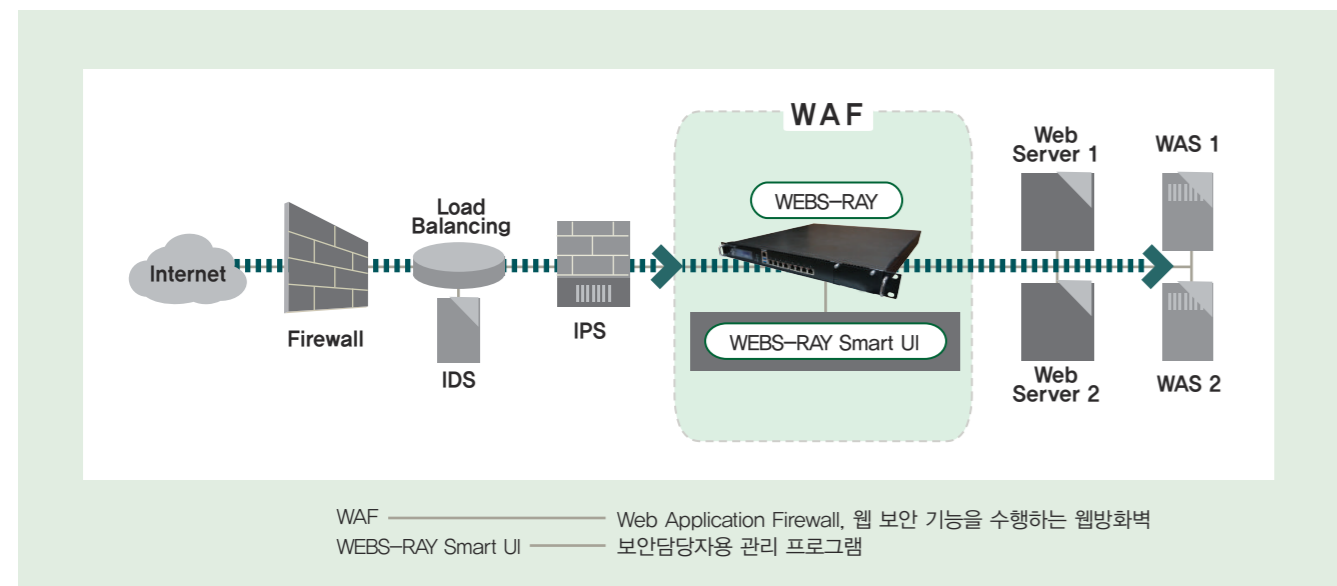 WAF
Web
Server 1
WAS 1
WEBS-RAY
Load
Balancing
Internet
Firewall
IPS
WEBS-RAY Smart UI
IDS
Web
Server 2
WAS 2
WAF Web Application Firewall, 웹 보안 기능을 수행하는 웹방화벽
WEBS-RAY Smart UI 보안담당자용 관리 프로그램